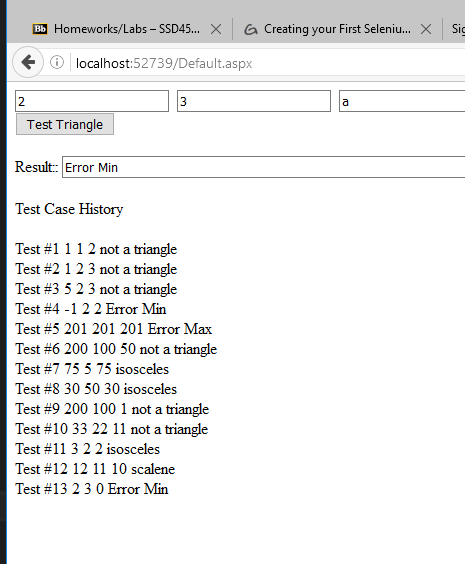 Bb Homeworks/Labs – SSD45... Creating your First Seleniu... Sig
localhost:52739/Default.aspx
2 3 a
Test Triangle
Result:: Error Min
Test Case History
Test #1 1 1 2 not a triangle
Test #2 1 2 3 not a triangle
Test #3 5 2 3 not a triangle
Test #4 -1 2 2 Error Min
Test #5 201 201 201 Error Max
Test #6 200 100 50 not a triangle
Test #7 75 5 75 isosceles
Test #8 30 50 30 isosceles
Test #9 200 100 1 not a triangle
Test #10 33 22 11 not a triangle
Test #11 3 2 2 isosceles
Test #12 12 11 10 scalene
Test #13 2 3 0 Error Min